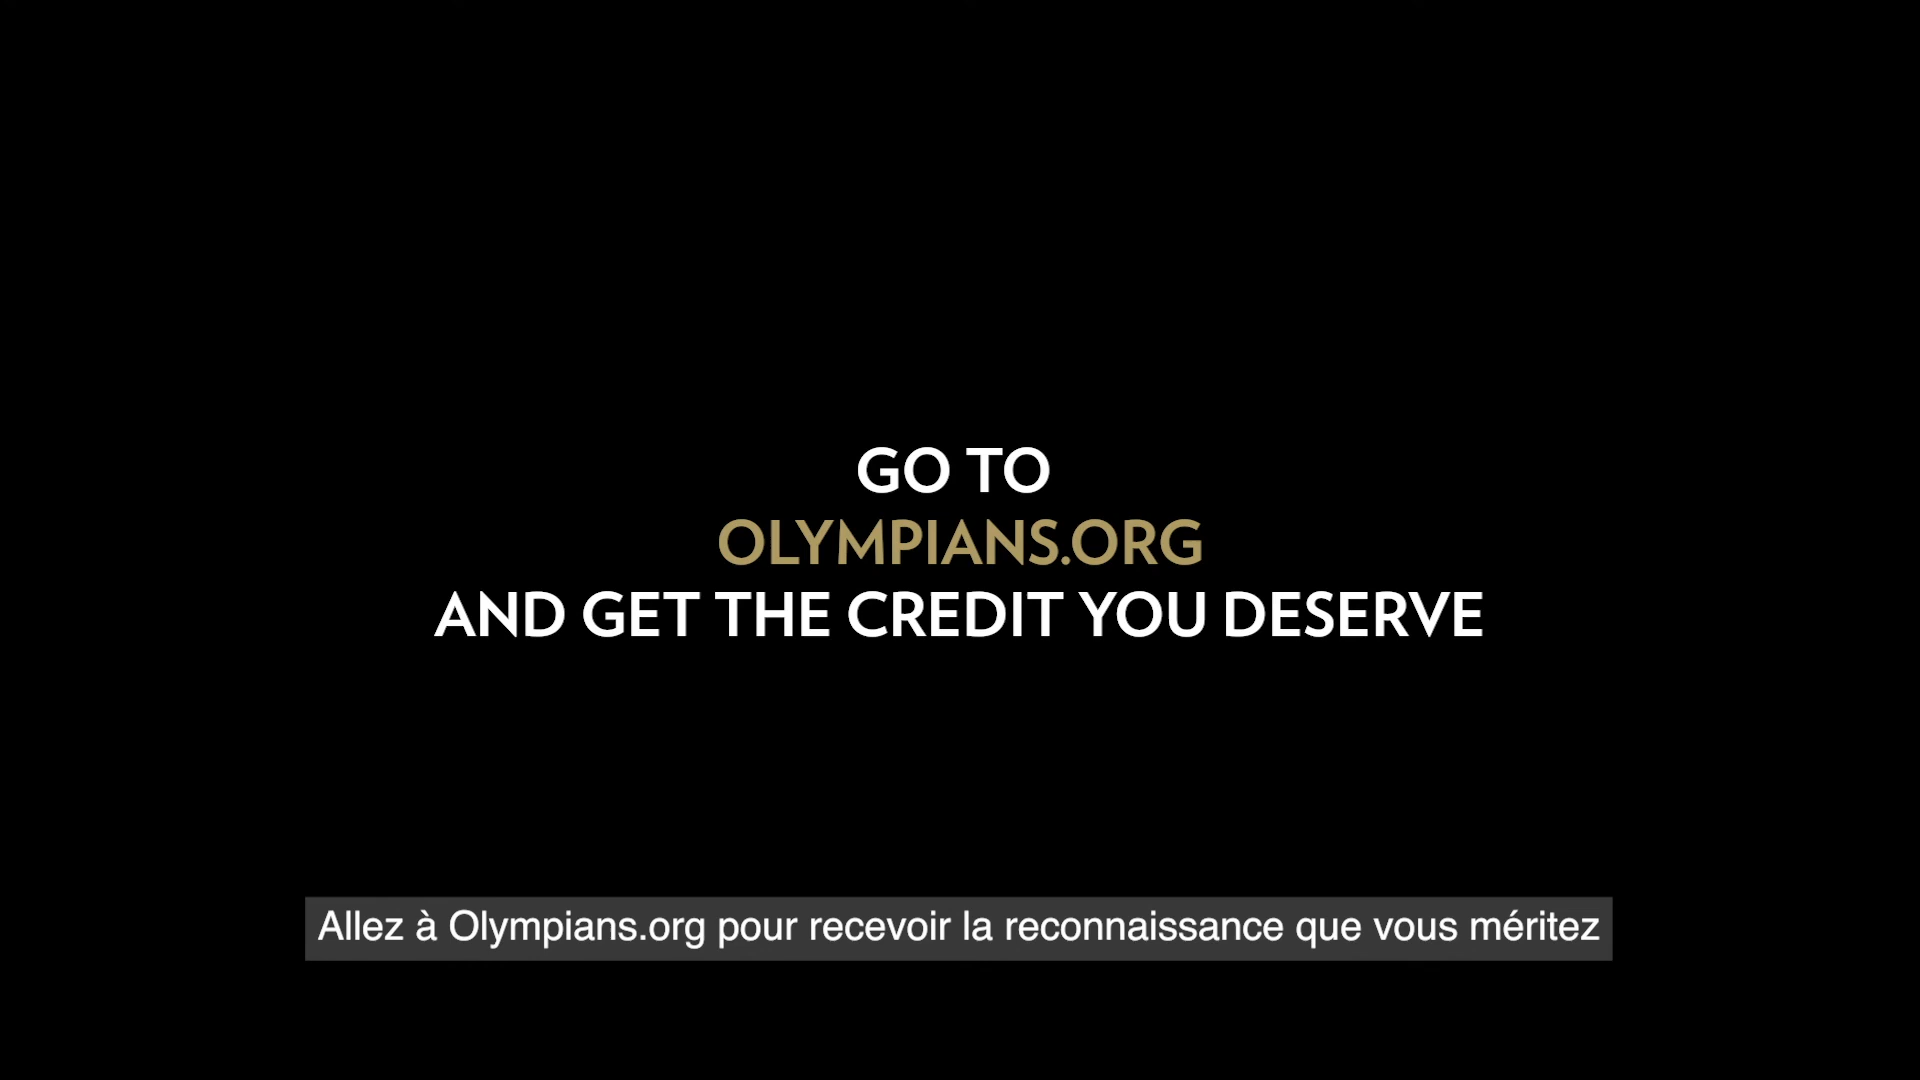 GO TO
OLYMPIANS.ORG
AND GET THE CREDIT YOU DESERVE
Allez à Olympians.org pour recevoir la reconnaissance que vous méritez